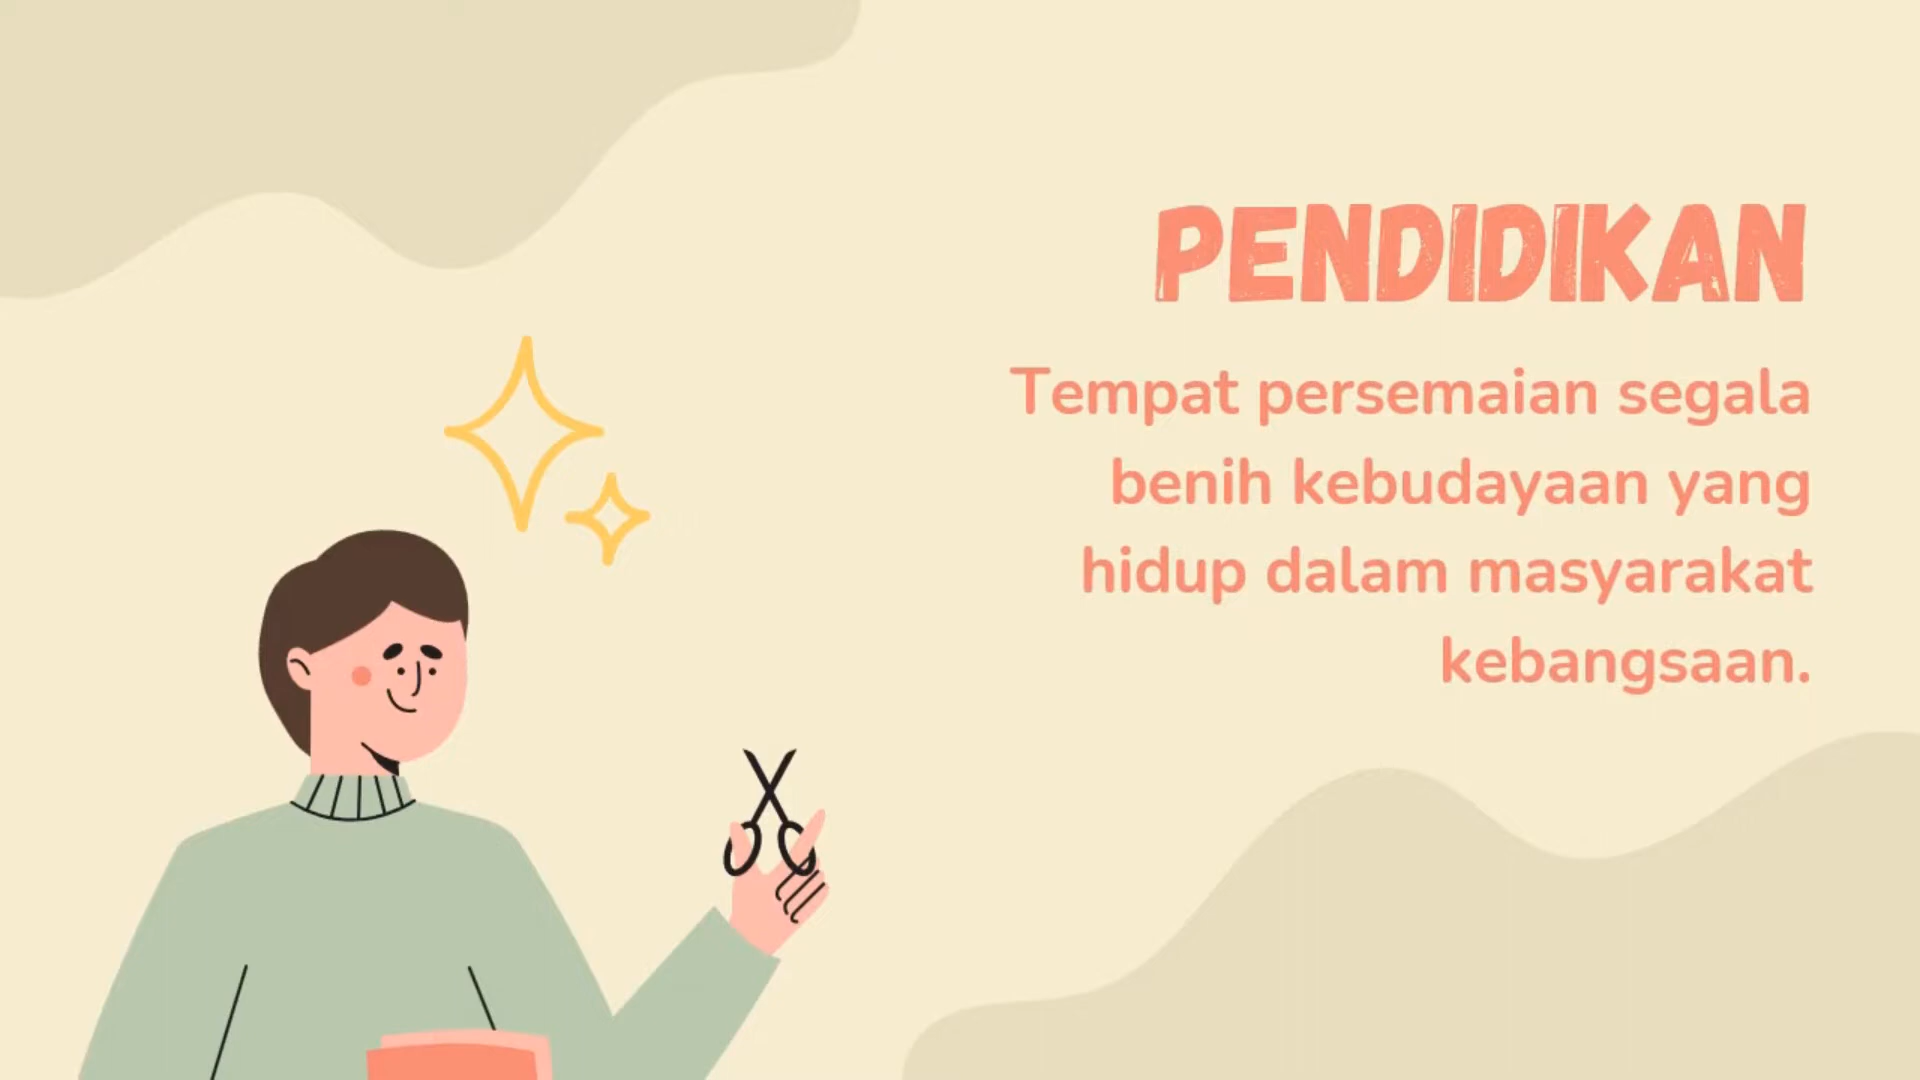 PENDIDIKAN
Tempat persemaian segala
benih kebudayaan yang
hidup dalam masyarakat
kebangsaan.